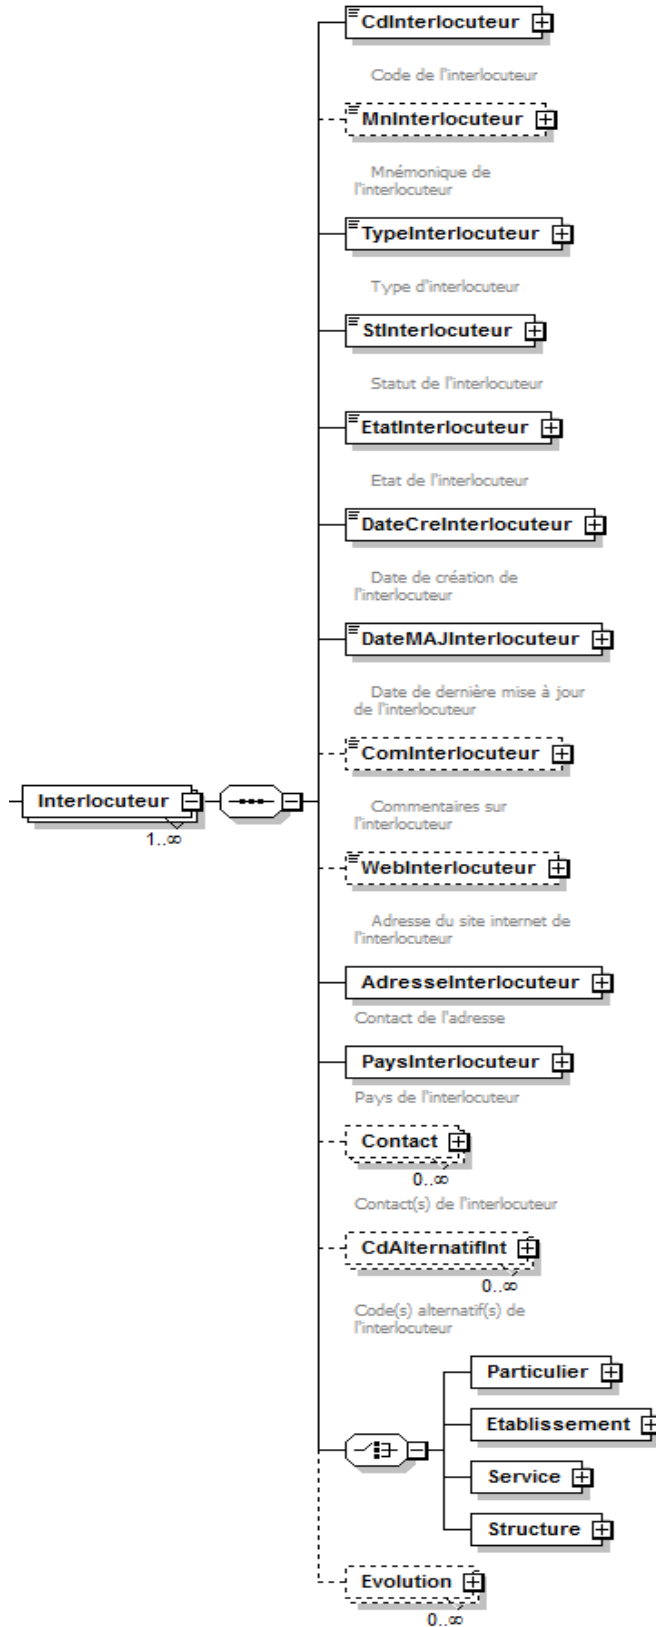 CdInterlocuteur
Code de l'interlocuteur
MnInterlocuteur
Mnémonique de
l'interlocuteur
TypeInterlocuteur
Type d'interlocuteur
StInterlocuteur
Statut de l'interlocuteur
EtatInterlocuteur
Etat de l'interlocuteur
DateCreInterlocuteur
Date de création de
l'interlocuteur
DateMAJInterlocuteur
Date de dernière mise à jour
de l'interlocuteur
ComInterlocuteur
Interlocuteur
1..∞
Commentaires sur
l'interlocuteur
WebInterlocuteur
Adresse du site internet de
l'interlocuteur
AdresseInterlocuteur
Contact de l'adresse
PaysInterlocuteur
Pays de l'interlocuteur
Contact
0..∞
Contact(s) de l'interlocuteur
CdAlternatifInt
0..∞
Code(s) alternatif(s) de
l'interlocuteur
Particulier
Etablissement
Service
Structure
Evolution
0..∞